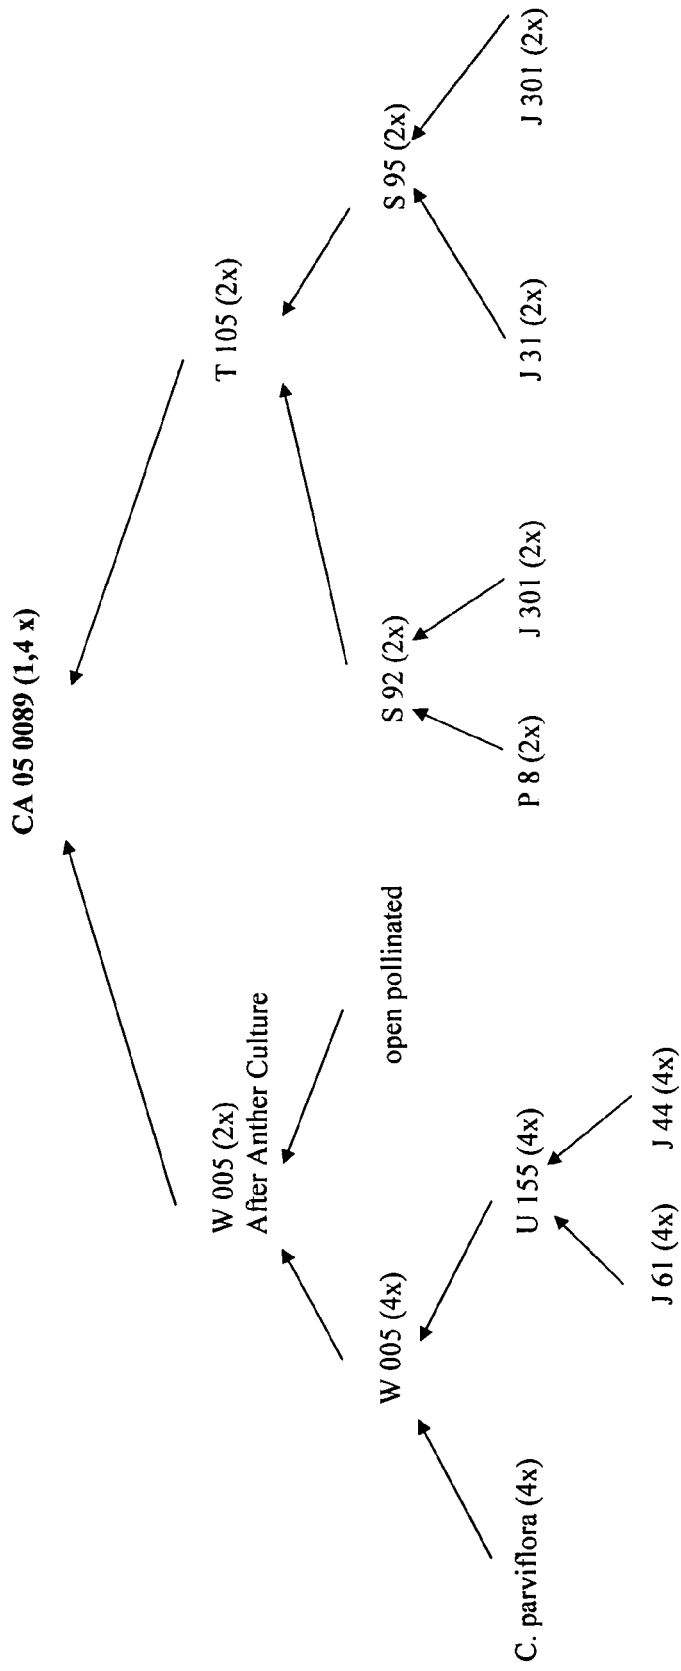 CA 05 0089 (1,4 x)
W 005 (2x)
After Anther Culture
T 105 (2x)
W 005 (4x)
open pollinated
S 92 (2x)
S 95 (2x)
C. parviflora (4x)
U 155 (4x)
P 8 (2x)
J 301 (2x)
J 31 (2x)
J 301 (2x)
J 61 (4x)
J 44 (4x)